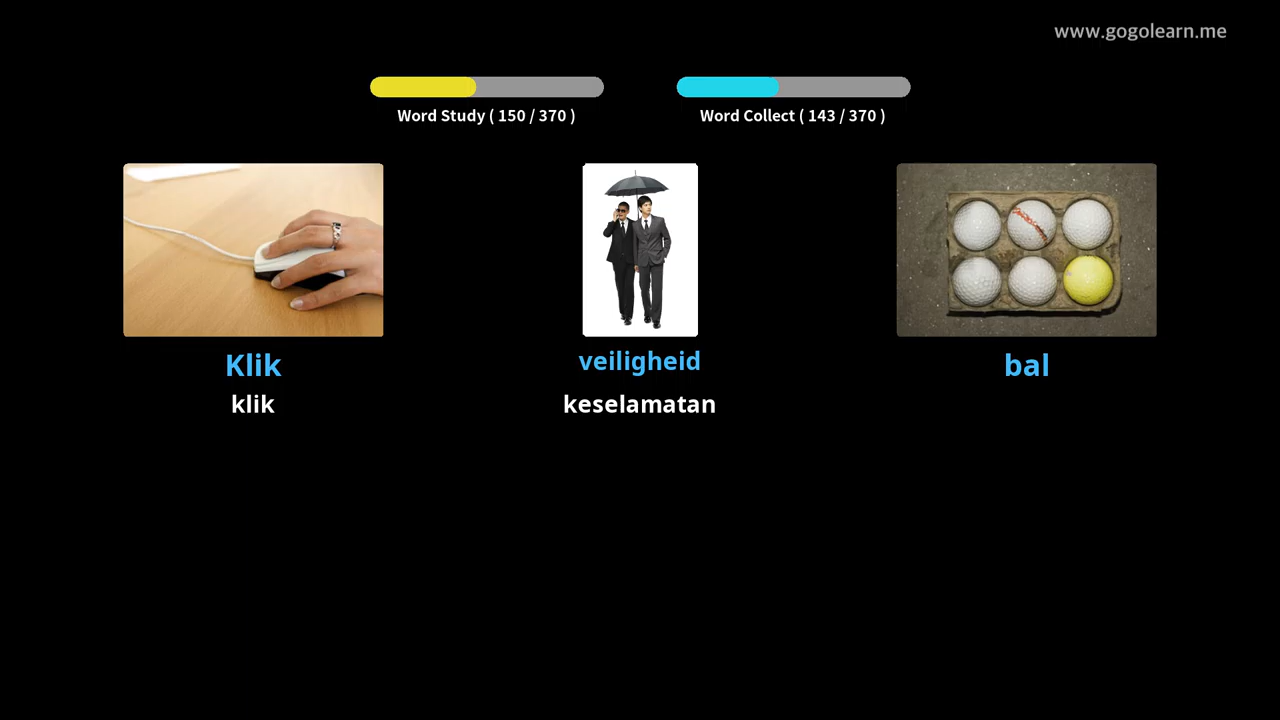 www.gogolearn.me
Word Study ( 150 / 370 )
Word Collect ( 143 / 370 )
Klik
veiligheid
bal
klik
keselamatan